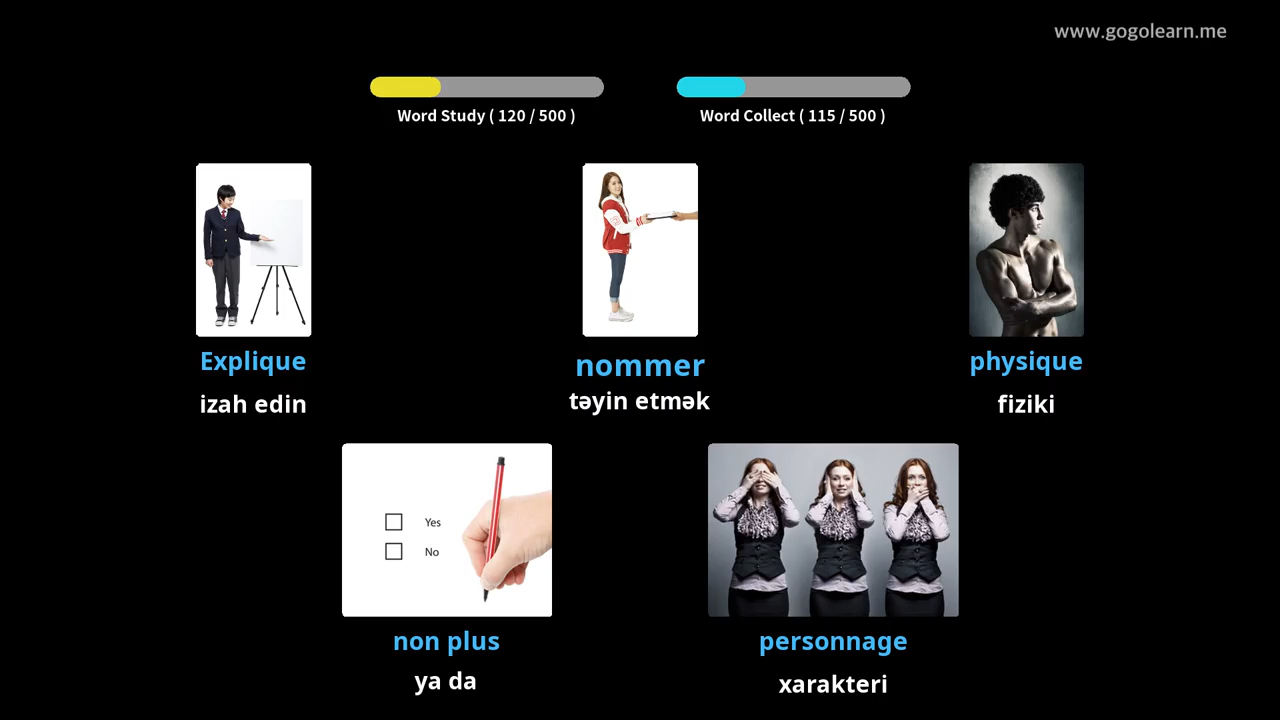 www.gogolearn.me
Word Study ( 120 / 500 )
Word Collect ( 115 / 500 )
Explique
izah edin
nommer
təyin etmək
physique
fiziki
Yes
No
non plus
ya da
personnage
xarakteri